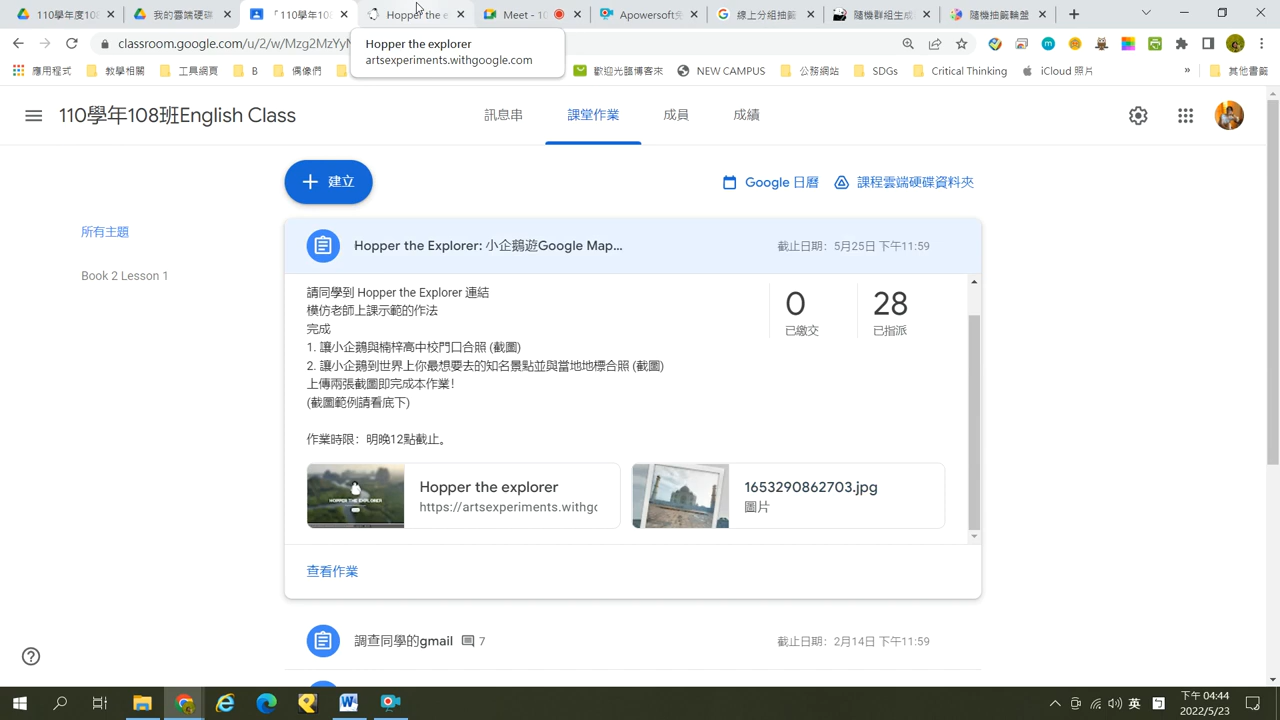 110學年度10
我的雲端硬碟
「110學年10
Hopper the e
Meet - 10
Apowersoft免
線上分組抽籤
隨機群組生成
隨機抽籤輪盤
classroom.google.com/u/2/w/Mzg2MzYyN
Hopper the explorer
artsexperiments.withgoogle.com
應用程式
教學相關
工具網頁
B
偶像們
歡迎光臨博客來
NEW CAMPUS
公務網站
SDGs
Critical Thinking
iCloud 照片
»
其他書籤
110學年108班English Class
訊息串
課堂作業
成員
成績
建立
Google 日曆
課程雲端硬碟資料夾
所有主題
Book 2 Lesson 1
Hopper the Explorer: 小企鵝遊Google Map...
截止日期：5月25日 下午11:59
請同學到 Hopper the Explorer 連結
模仿老師上課示範的作法
完成
1. 讓小企鵝與楠梓高中校門口合照 (截圖)
2. 讓小企鵝到世界上你最想要去的知名景點並與當地地標合照 (截圖)
上傳兩張截圖即完成本作業！
(截圖範例請看底下)
作業時限：明晚12點截止。
0
已繳交
28
已指派
HOPPER THE EXPLORER
Hopper the explorer
https://artsexperiments.withgo
1653290862703.jpg
圖片
查看作業
調查同學的gmail
7
截止日期：2月14日 下午11:59
英
下午 04:44
2022/5/23